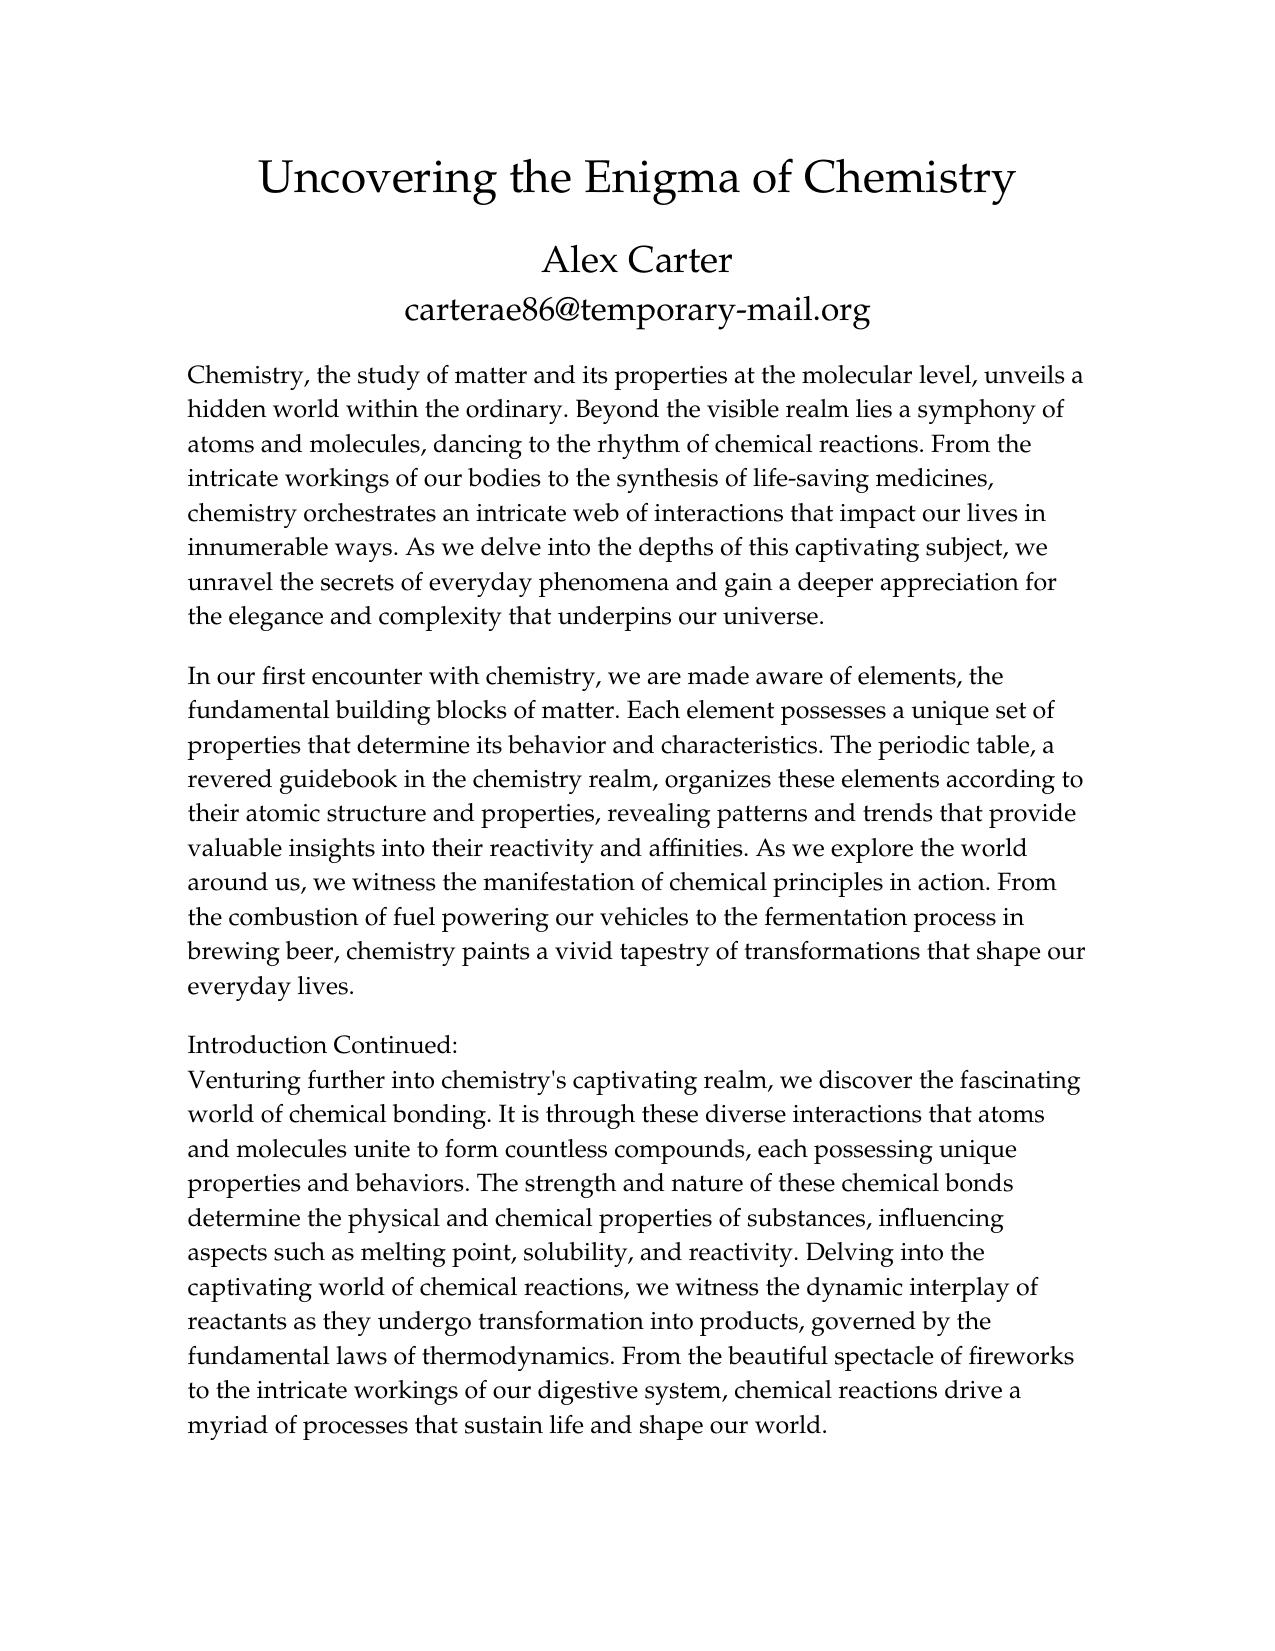 Uncovering the Enigma of Chemistry
Alex Carter
carterae86@temporary-mail.org
Chemistry, the study of matter and its properties at the molecular level, unveils a
hidden world within the ordinary. Beyond the visible realm lies a symphony of
atoms and molecules, dancing to the rhythm of chemical reactions. From the
intricate workings of our bodies to the synthesis of life-saving medicines,
chemistry orchestrates an intricate web of interactions that impact our lives in
innumerable ways. As we delve into the depths of this captivating subject, we
unravel the secrets of everyday phenomena and gain a deeper appreciation for
the elegance and complexity that underpins our universe.
In our first encounter with chemistry, we are made aware of elements, the
fundamental building blocks of matter. Each element possesses a unique set of
properties that determine its behavior and characteristics. The periodic table, a
revered guidebook in the chemistry realm, organizes these elements according to
their atomic structure and properties, revealing patterns and trends that provide
valuable insights into their reactivity and affinities. As we explore the world
around us, we witness the manifestation of chemical principles in action. From
the combustion of fuel powering our vehicles to the fermentation process in
brewing beer, chemistry paints a vivid tapestry of transformations that shape our
everyday lives.
Introduction Continued:
Venturing further into chemistry's captivating realm, we discover the fascinating
world of chemical bonding. It is through these diverse interactions that atoms
and molecules unite to form countless compounds, each possessing unique
properties and behaviors. The strength and nature of these chemical bonds
determine the physical and chemical properties of substances, influencing
aspects such as melting point, solubility, and reactivity. Delving into the
captivating world of chemical reactions, we witness the dynamic interplay of
reactants as they undergo transformation into products, governed by the
fundamental laws of thermodynamics. From the beautiful spectacle of fireworks
to the intricate workings of our digestive system, chemical reactions drive a
myriad of processes that sustain life and shape our world.